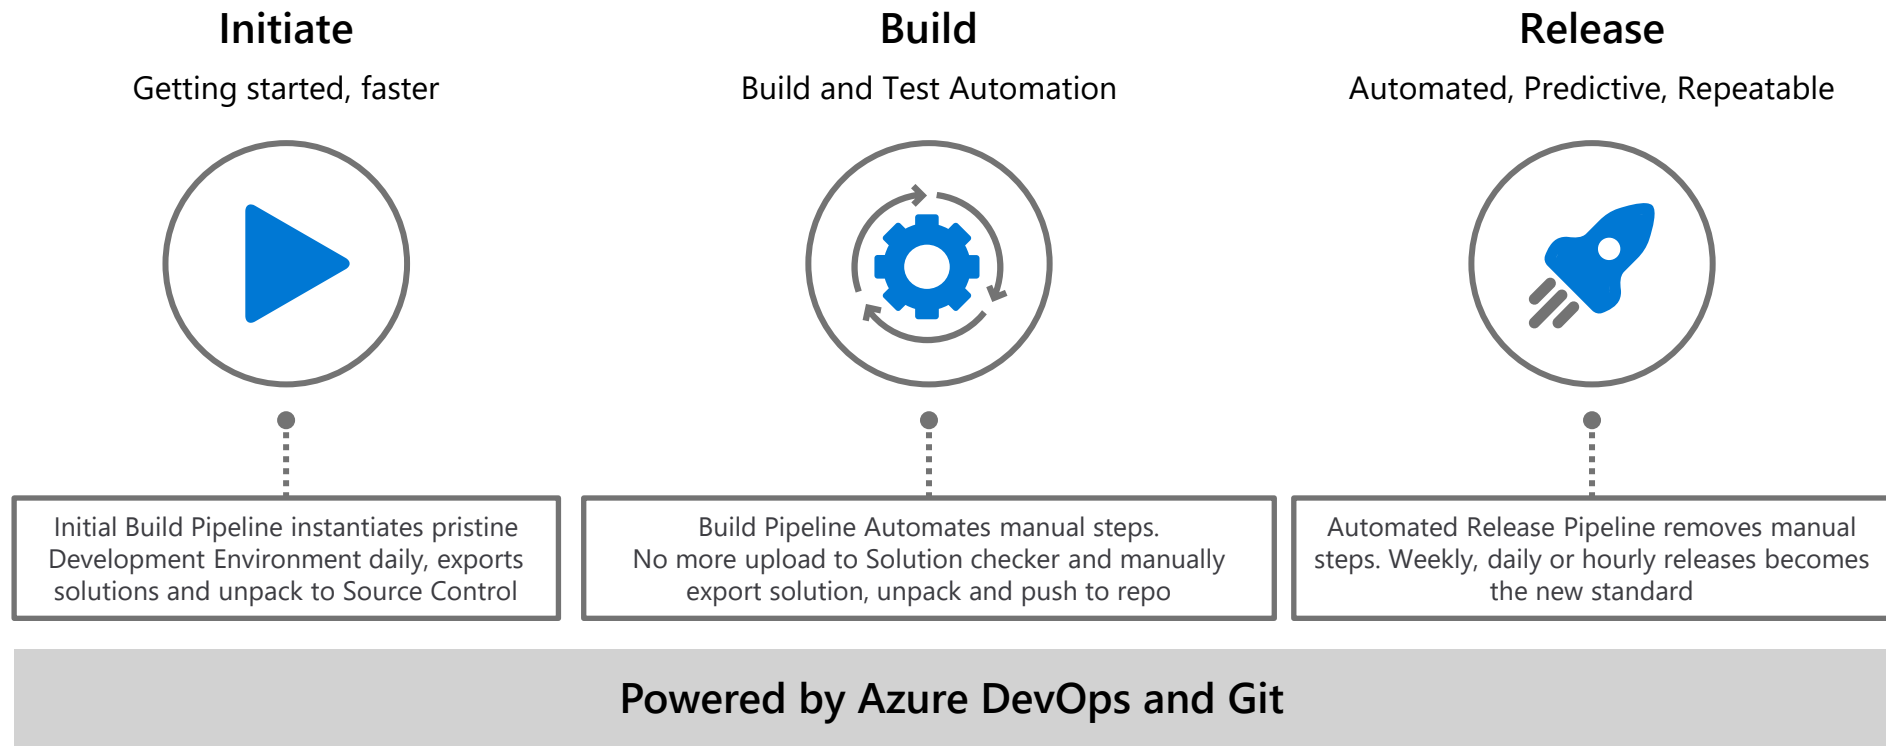 Initiate
Getting started, faster
Initial Build Pipeline instantiates pristine
Development Environment daily, exports
solutions and unpack to Source Control
Build
Build and Test Automation
Build Pipeline Automates manual steps.
No more upload to Solution checker and manually
export solution, unpack and push to repo
Release
Automated, Predictive, Repeatable
Automated Release Pipeline removes manual
steps. Weekly, daily or hourly releases becomes
the new standard
Powered by Azure DevOps and Git